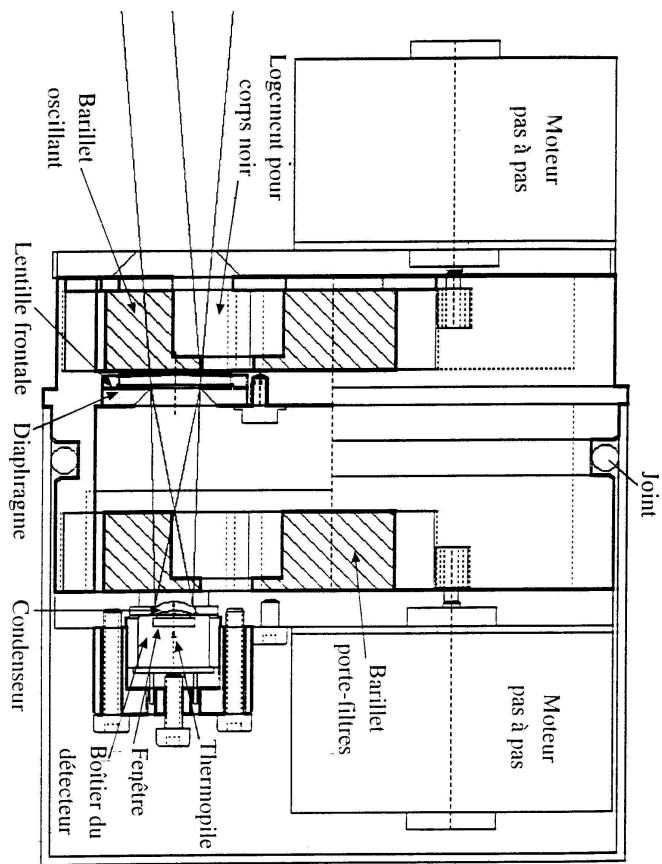 Moteur
pas à pas
Logement pour
corps noir
Barillet
oscillant
Lentille frontale
Diaphragme
Joint
Condenseur
Barillet
porte-filtres
Moteur
pas à pas
Thermopile
Fenêtre
Boîtier du
détecteur